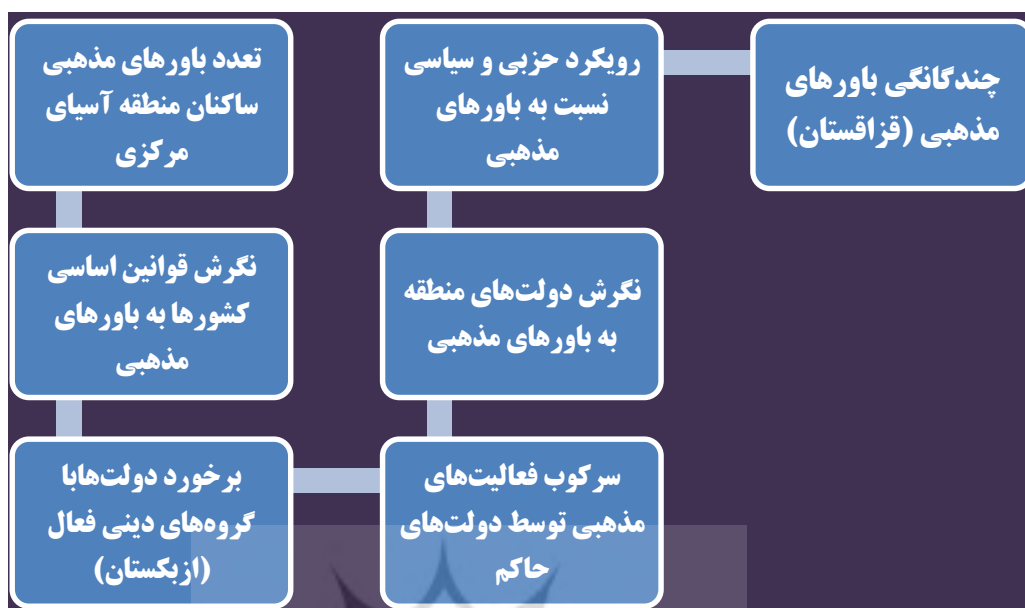 تعدد باورهای مذهبی
ساکنان منطقه آسیای
مرکزی
نگرش قوانین اساسی
کشورها به باورهای
مذهبی
برخورد دولت‌هابا
گروه‌های دینی فعال
(ازبکستان)
سرکوب فعالیت‌های
مذهبی توسط دولت‌های
حاکم
نگرش دولت‌های منطقه
به باورهای مذهبی
رویکرد حزبی و سیاسی
نسبت به باورهای
مذهبی
چندگانگی باورهای
مذهبی (قزاقستان)